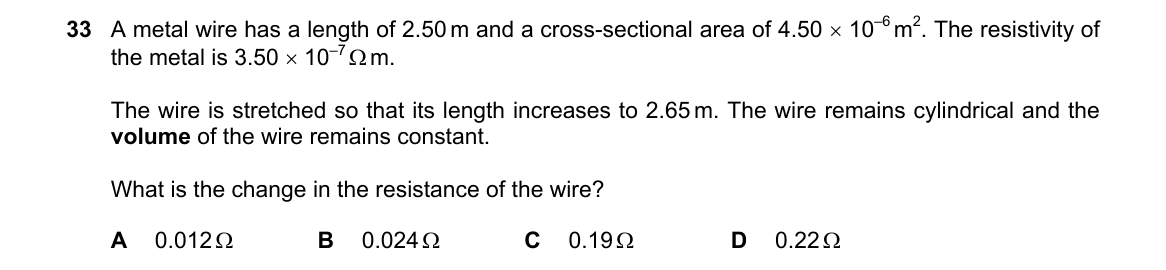 33 A metal wire has a length of 2.50 m and a cross-sectional area of 4.50 × 10⁻⁶ m². The resistivity of
the metal is 3.50 × 10⁻⁷ Ω m.
The wire is stretched so that its length increases to 2.65 m. The wire remains cylindrical and the
volume of the wire remains constant.
What is the change in the resistance of the wire?
A 0.012 Ω B 0.024 Ω C 0.19 Ω D 0.22 Ω